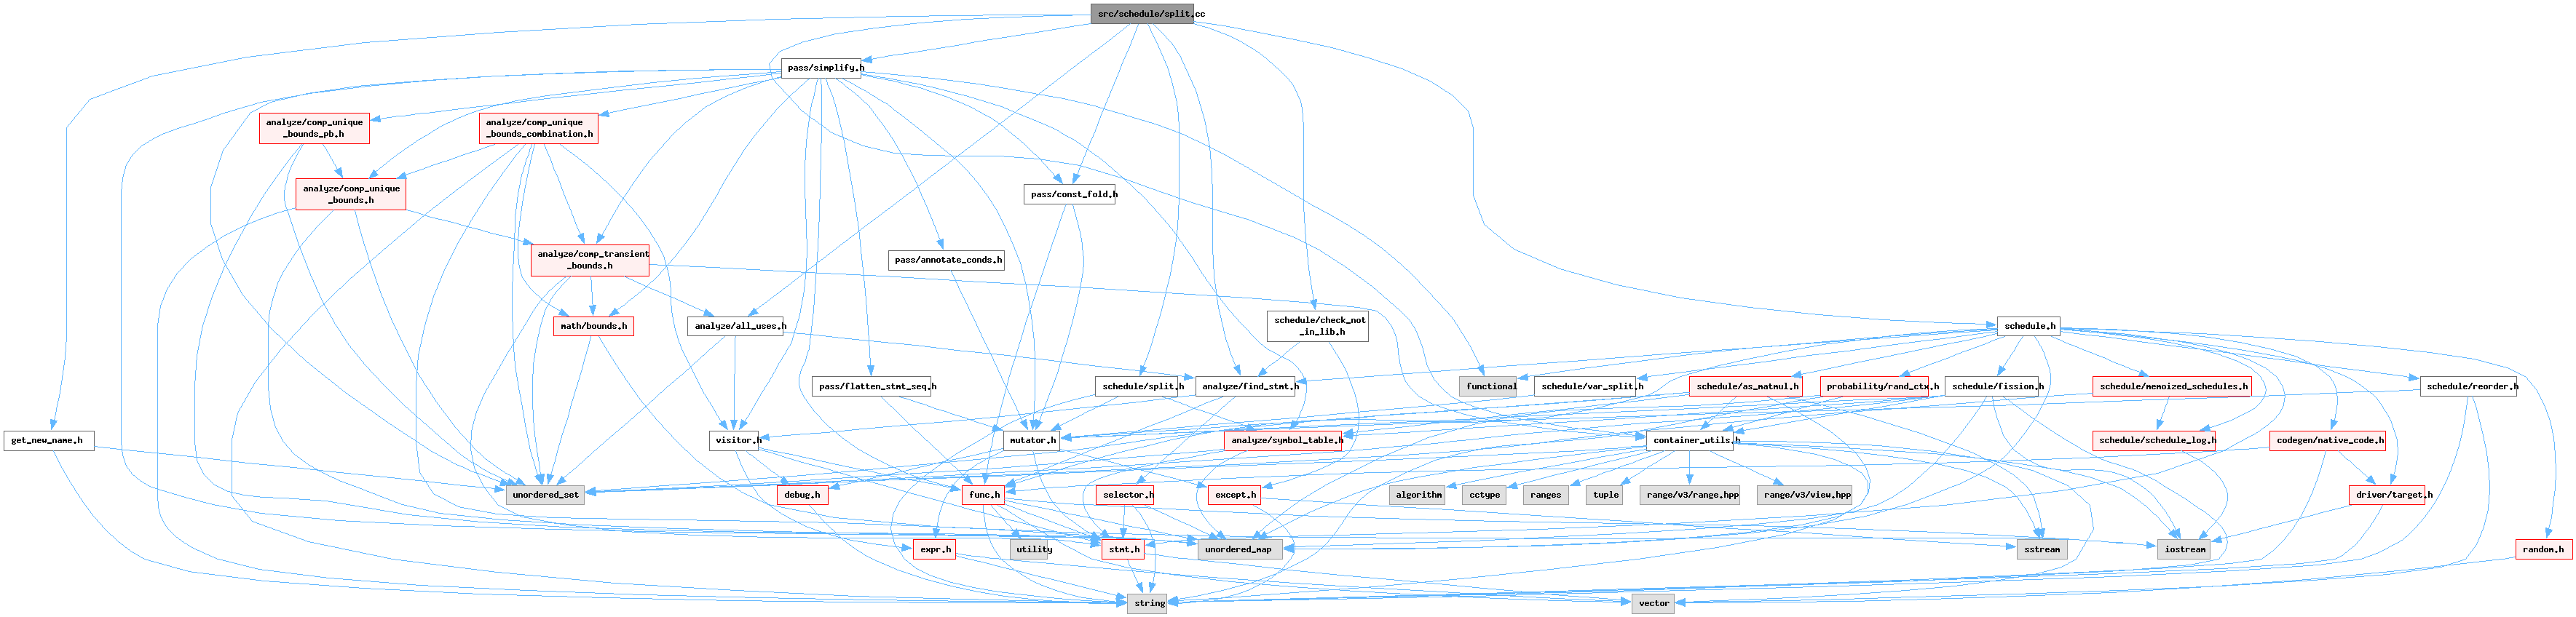 src/schedule/split.cc
pass/simplify.h
analyze/comp_unique
_bounds_pb.h
analyze/comp_unique
_bounds_combination.h
analyze/comp_unique
_bounds.h
pass/const_fold.h
analyze/comp_transient
_bounds.h
pass/annotate_conds.h
math/bounds.h
analyze/all_uses.h
schedule/check_not
_in_lib.h
schedule.h
pass/flatten_stmt_seq.h
schedule/split.h
analyze/find_stmt.h
functional
schedule/var_split.h
schedule/as_matmul.h
probability/rand_ctx.h
schedule/fission.h
schedule/memoized_schedules.h
schedule/reorder.h
get_new_name.h
visitor.h
mutator.h
analyze/symbol_table.h
container_utils.h
schedule/schedule_log.h
codegen/native_code.h
unordered_set
debug.h
func.h
selector.h
except.h
algorithm
cctype
ranges
tuple
range/v3/range.hpp
range/v3/view.hpp
driver/target.h
expr.h
utility
stmt.h
unordered_map
sstream
iostream
random.h
string
vector